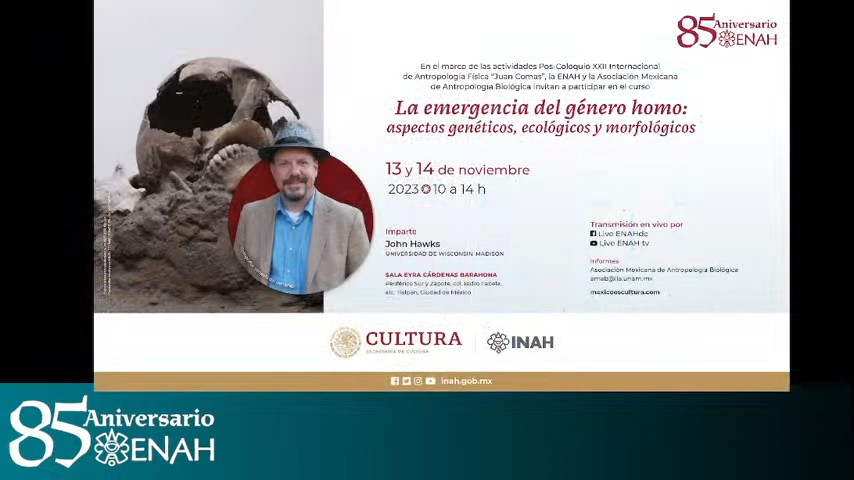 85 Aniversario
ENAH
En el marco de las actividades Pos-Coloquio XXII Internacional
de Antropología Física "Juan Comas", la ENAH y la Asociación Mexicana
de Antropología Biológica invitan a participar en el curso
La emergencia del género homo:
aspectos genéticos, ecológicos y morfológicos
13 y 14 de noviembre
2023 10 a 14 h
Imparte
John Hawks
UNIVERSIDAD DE WISCONSIN-MADISON
SALA EYRA CÁRDENAS BARAHONA
Periférico Sur y Zapote, col. Isidro Fabela,
alc. Tlalpan, Ciudad de México
Transmisión en vivo por
Live ENAHdc
Live ENAH tv
Informes
Asociación Mexicana de Antropología Biológica
amab@iia.unam.mx
mexicoescultura.com
CULTURA
SECRETARÍA DE CULTURA
INAH
inah.gob.mx
85 Aniversario
ENAH